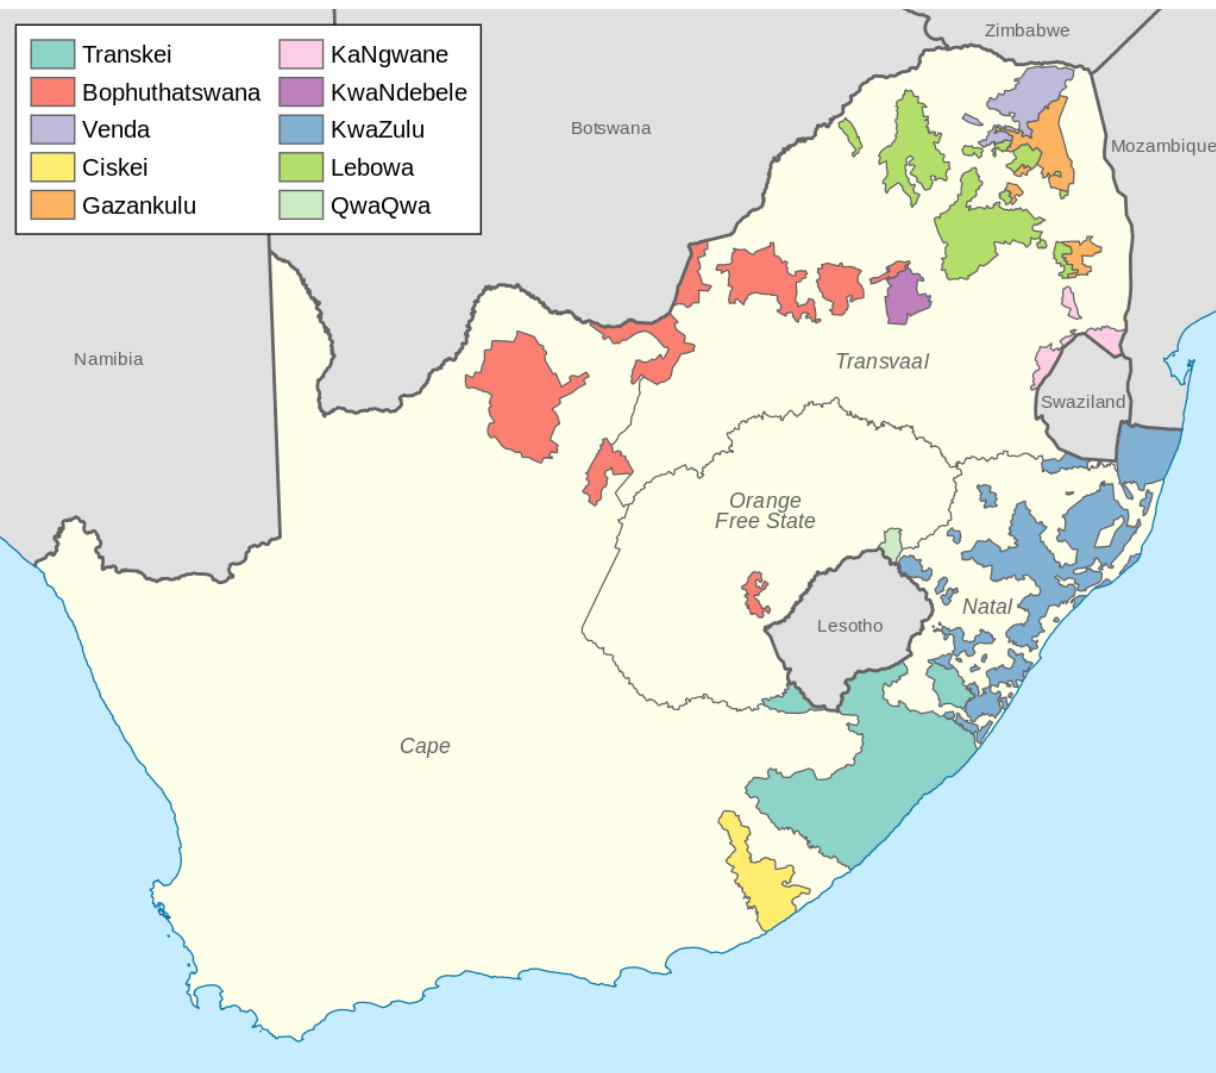 Zimbabwe
Transkei
KaNgwane
Bophuthatswana
KwaNdebele
Venda
KwaZulu
Botswana
Mozambique
Ciskei
Lebowa
Gazankulu
QwaQwa
Namibia
Transvaal
Swaziland
Orange
Free State
Natal
Lesotho
Cape